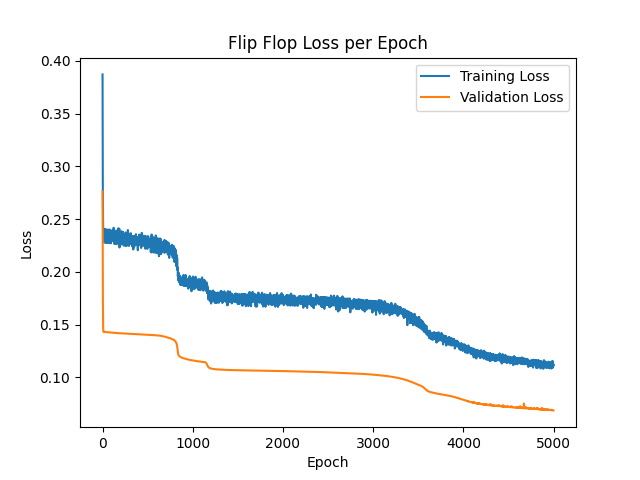 Flip Flop Loss per Epoch
Training Loss
Validation Loss
0.40
0.35
0.30
0.25
0.20
0.15
0.10
Loss
0
1000
2000
3000
4000
5000
Epoch